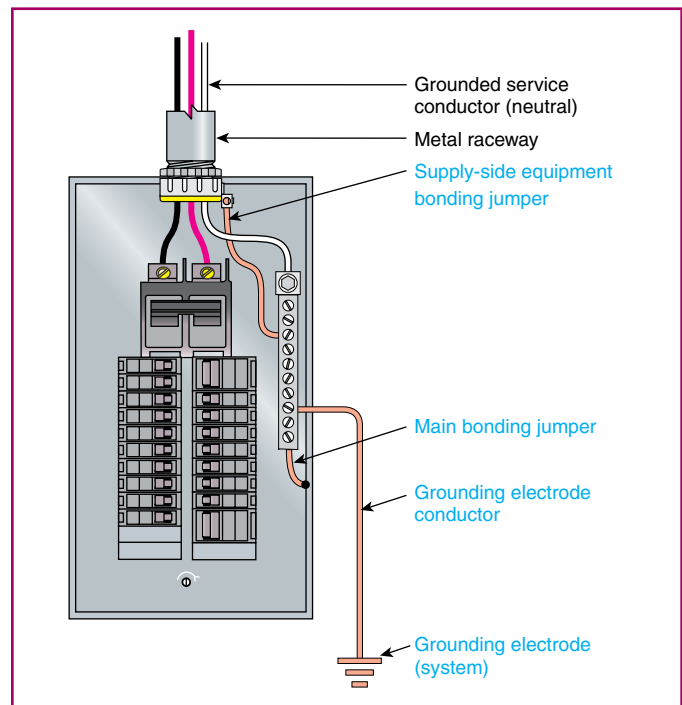 Grounded service
conductor (neutral)
Metal raceway
Supply-side equipment
bonding jumper
Main bonding jumper
Grounding electrode
conductor
Grounding electrode
(system)